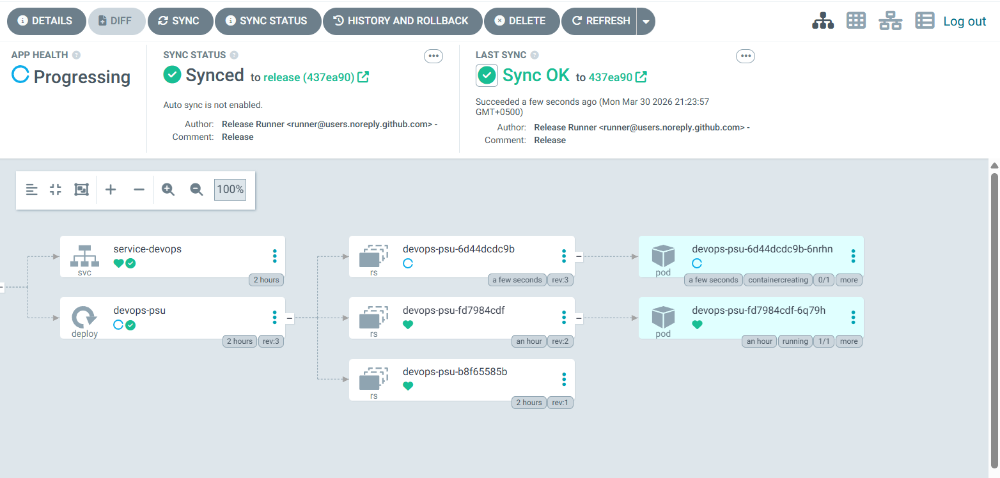 DETAILS DIFF SYNC SYNC STATUS HISTORY AND ROLLBACK DELETE REFRESH Log out
APP HEALTH
Progressing
SYNC STATUS
Synced to release (437ea90)
Auto sync is not enabled.
Author: Release Runner <runner@users.noreply.github.com> -
Comment: Release
LAST SYNC
Sync OK to 437ea90
Succeeded a few seconds ago (Mon Mar 30 2026 21:23:57
GMT+0500)
Author: Release Runner <runner@users.noreply.github.com> -
Comment: Release
100%
service-devops
svc
2 hours
devops-psu
deploy
2 hours rev:3
devops-psu-6d44dcdc9b
rs
a few seconds rev:3
devops-psu-fd7984cdf
rs
an hour rev:2
devops-psu-b8f65585b
rs
2 hours rev:1
devops-psu-6d44dcdc9b-6nrhn
pod
a few seconds containercreating 0/1 more
devops-psu-fd7984cdf-6q79h
pod
an hour running 1/1 more